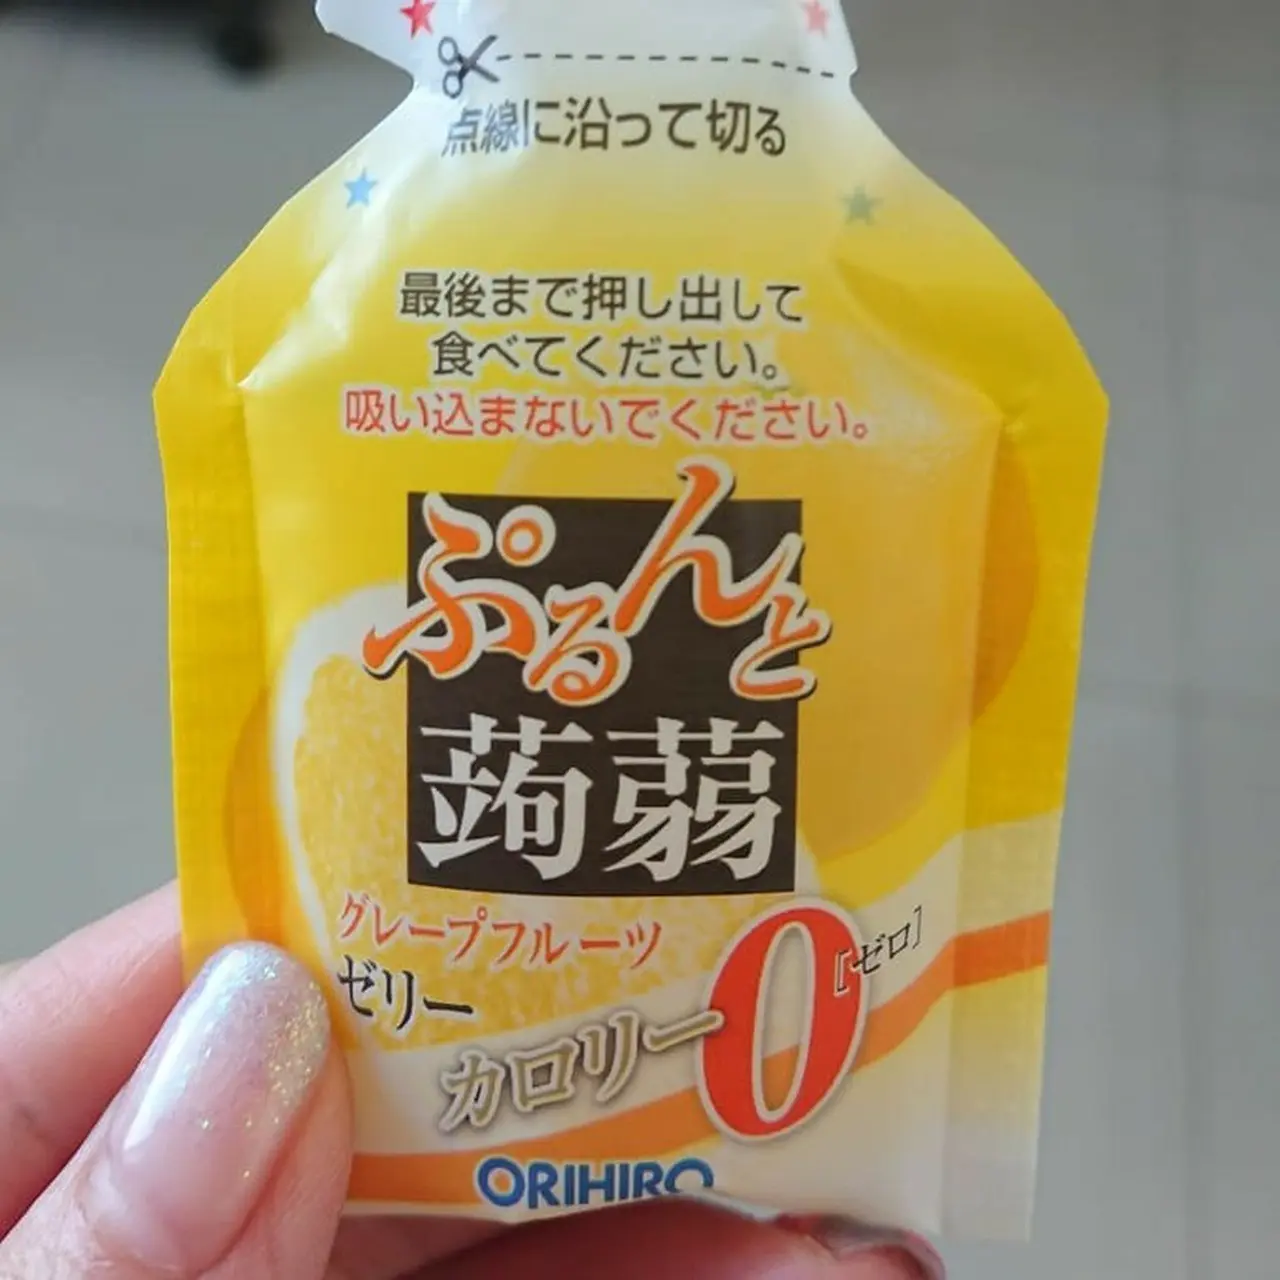 点線に沿って切る
最後まで押し出して
食べてください。
吸い込まないでください。
ぷるんと
蒟蒻
グレープフルーツ
ゼリー
カロリー0[ゼロ]
ORIHIRO